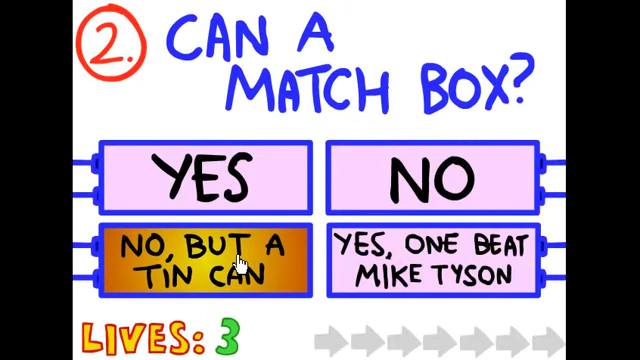 2.
CAN A
MATCH BOX?
YES
NO
NO, BUT A
TIN CAN
YES, ONE BEAT
MIKE TYSON
LIVES: 3